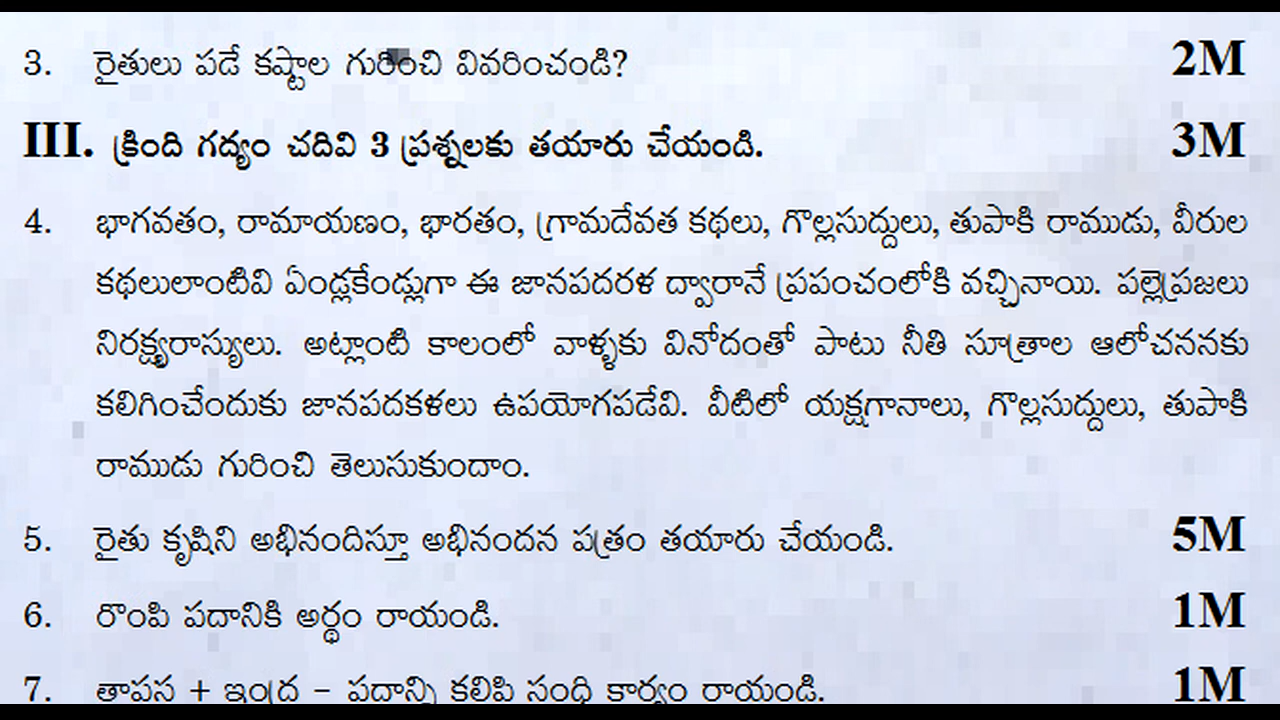 3. రైతులు పడే కష్టాల గురించి వివరించండి? 2M
III. క్రింది గద్యం చదివి 3 ప్రశ్నలకు తయారు చేయండి. 3M
4. భాగవతం, రామాయణం, భారతం, గ్రామదేవత కథలు, గొల్లసుద్దులు, తుపాకి రాముడు, వీరుల
కథలులాంటివి ఏండ్లకేండ్లుగా ఈ జానపదరళ ద్వారానే ప్రపంచంలోకి వచ్చినాయి. పల్లెప్రజలు
నిరక్ష్యరాస్యులు. అట్లాంటి కాలంలో వాళ్ళకు వినోదంతో పాటు నీతి సూత్రాల ఆలోచననకు
కలిగించేందుకు జానపదకళలు ఉపయోగపడేవి. వీటిలో యక్షగానాలు, గొల్లసుద్దులు, తుపాకి
రాముడు గురించి తెలుసుకుందాం.
5. రైతు కృషిని అభినందిస్తూ అభినందన పత్రం తయారు చేయండి. 5M
6. రొంపి పదానికి అర్థం రాయండి. 1M
7. తాపస + ఇంద్ర – పదాన్ని కలిపి సంధి కార్యం రాయండి. 1M